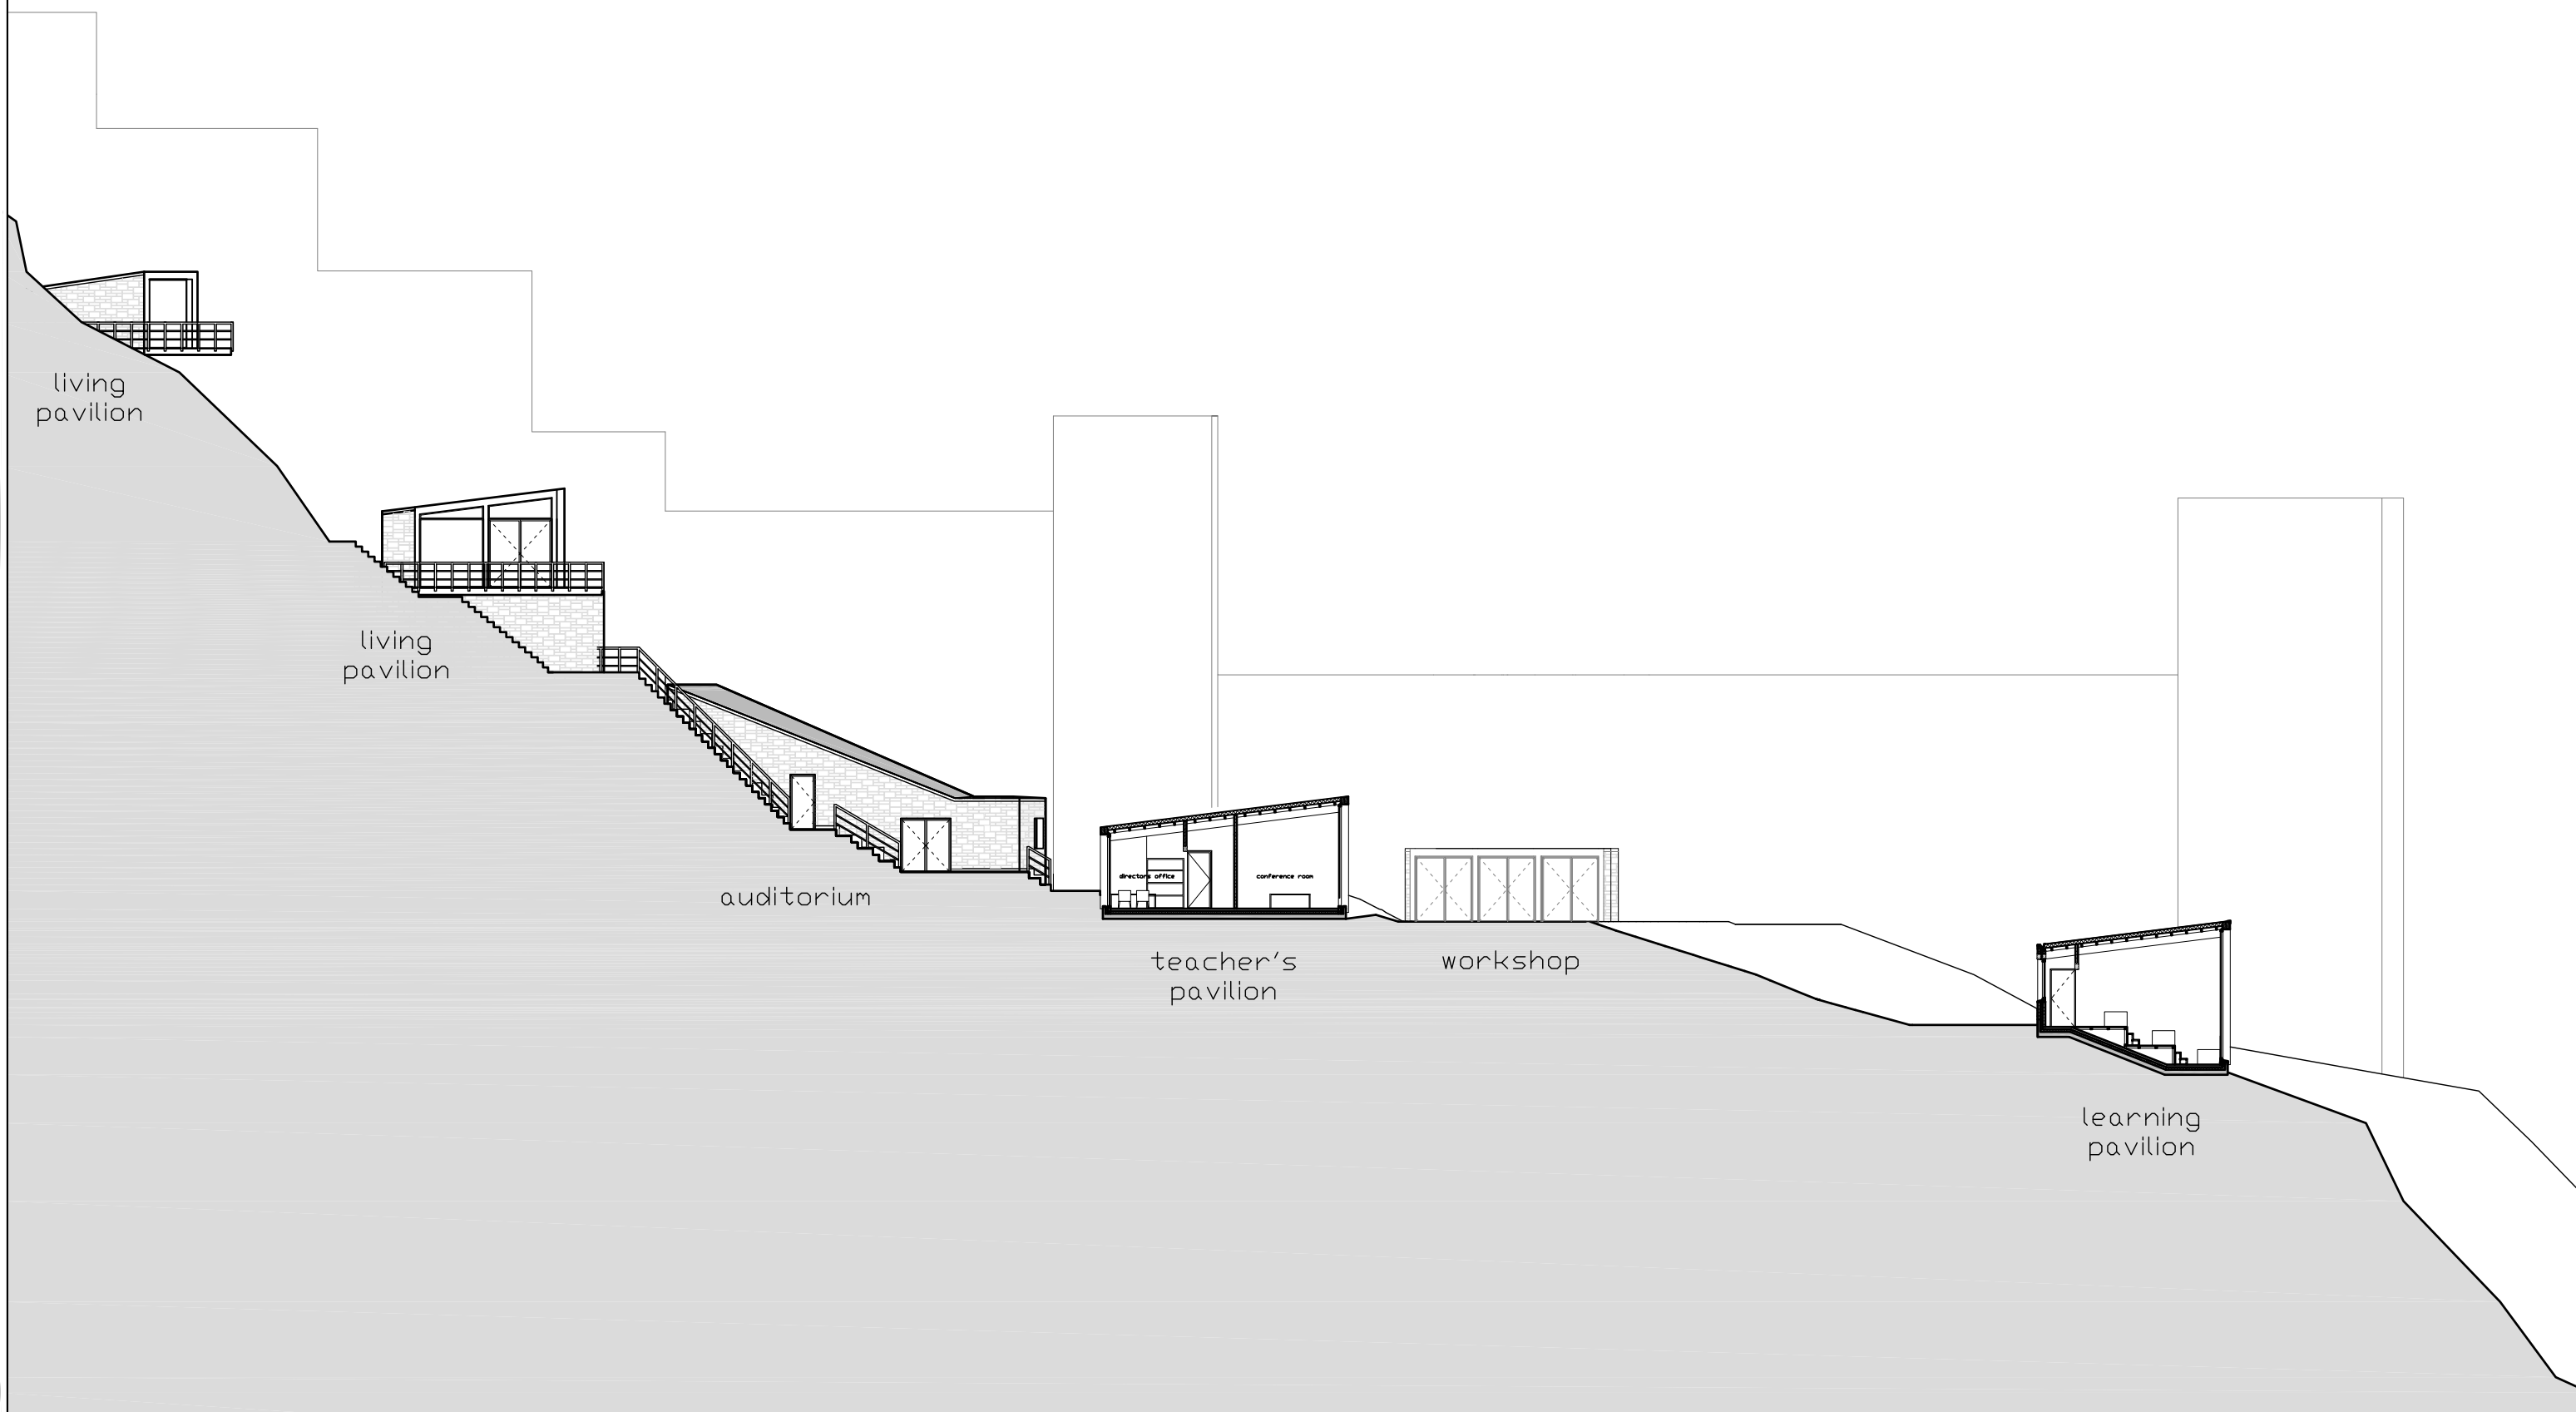 living
pavilion
living
pavilion
auditorium
directors office
conference room
teacher's
pavilion
workshop
learning
pavilion